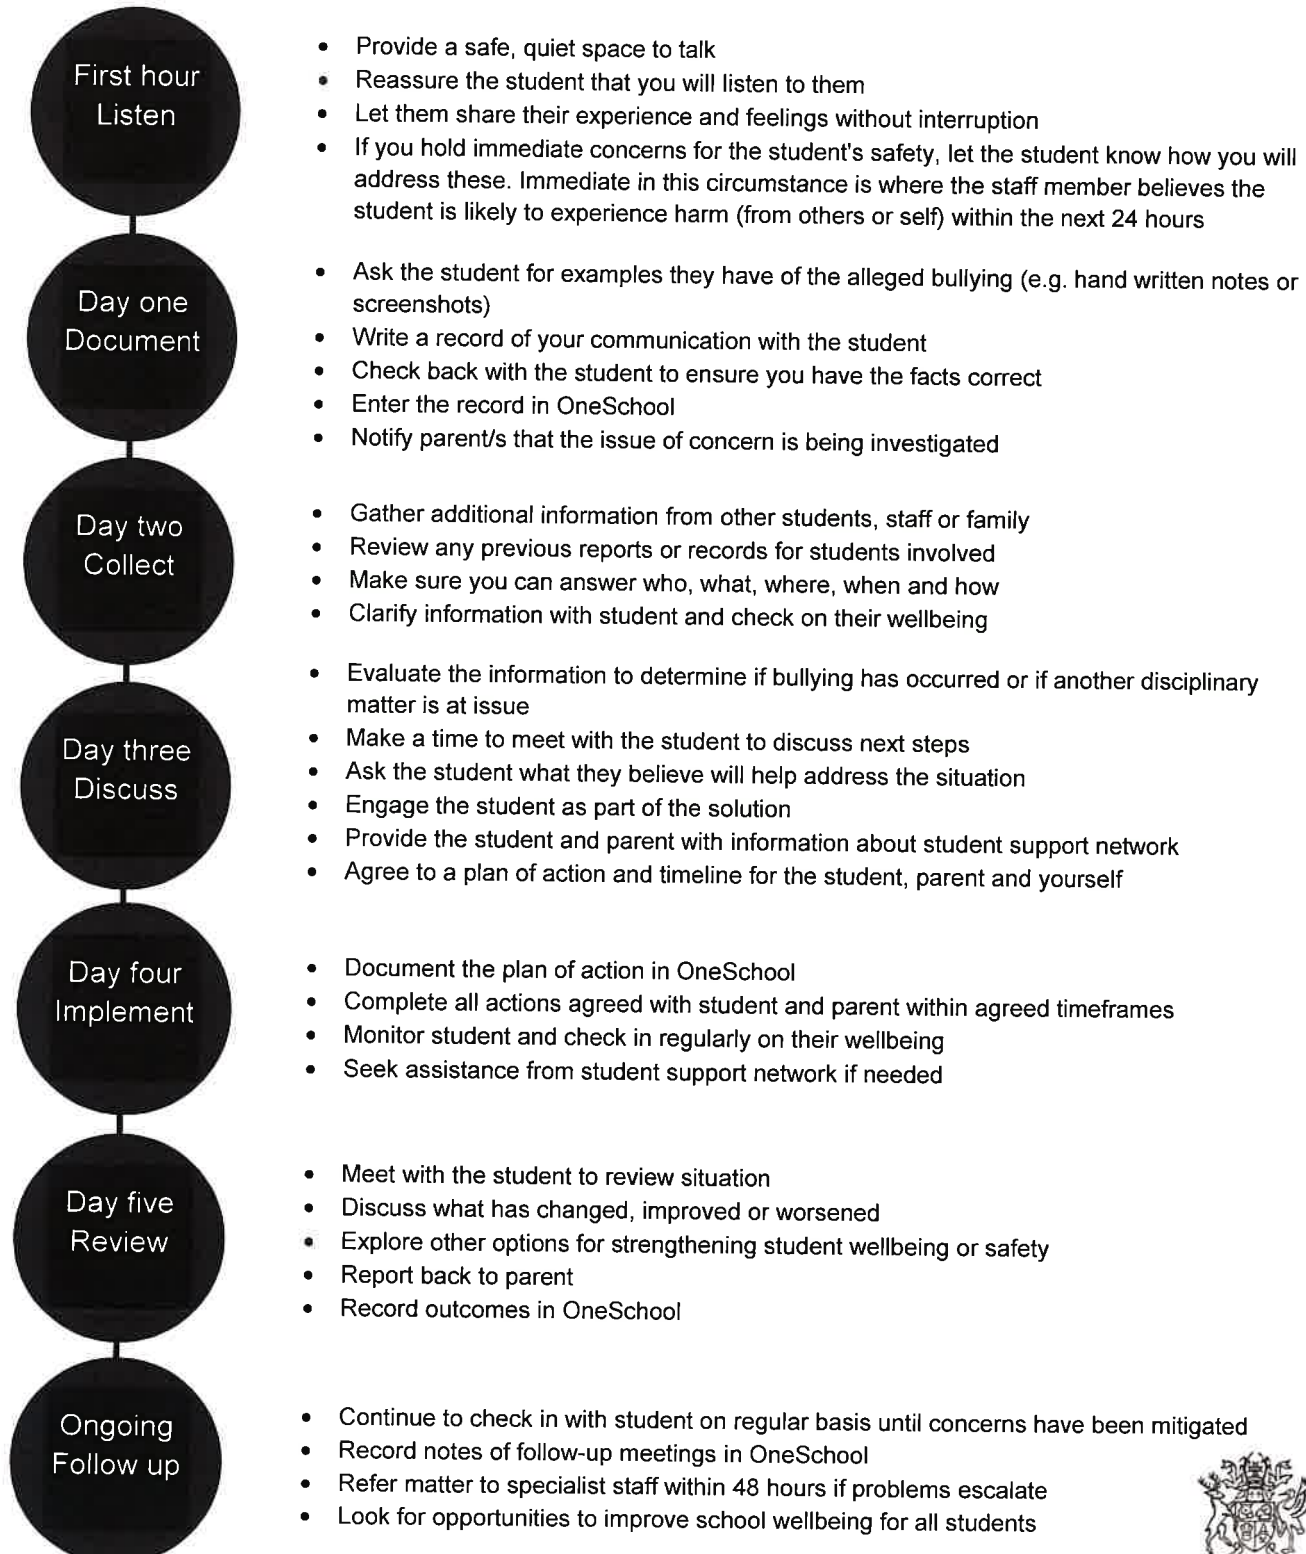 First hour
Listen
• Provide a safe, quiet space to talk
• Reassure the student that you will listen to them
• Let them share their experience and feelings without interruption
• If you hold immediate concerns for the student's safety, let the student know how you will
address these. Immediate in this circumstance is where the staff member believes the
student is likely to experience harm (from others or self) within the next 24 hours
Day one
Document
• Ask the student for examples they have of the alleged bullying (e.g. hand written notes or
screenshots)
• Write a record of your communication with the student
• Check back with the student to ensure you have the facts correct
• Enter the record in OneSchool
• Notify parent/s that the issue of concern is being investigated
Day two
Collect
• Gather additional information from other students, staff or family
• Review any previous reports or records for students involved
• Make sure you can answer who, what, where, when and how
• Clarify information with student and check on their wellbeing
Day three
Discuss
• Evaluate the information to determine if bullying has occurred or if another disciplinary
matter is at issue
• Make a time to meet with the student to discuss next steps
• Ask the student what they believe will help address the situation
• Engage the student as part of the solution
• Provide the student and parent with information about student support network
• Agree to a plan of action and timeline for the student, parent and yourself
Day four
Implement
• Document the plan of action in OneSchool
• Complete all actions agreed with student and parent within agreed timeframes
• Monitor student and check in regularly on their wellbeing
• Seek assistance from student support network if needed
Day five
Review
• Meet with the student to review situation
• Discuss what has changed, improved or worsened
• Explore other options for strengthening student wellbeing or safety
• Report back to parent
• Record outcomes in OneSchool
Ongoing
Follow up
• Continue to check in with student on regular basis until concerns have been mitigated
• Record notes of follow-up meetings in OneSchool
• Refer matter to specialist staff within 48 hours if problems escalate
• Look for opportunities to improve school wellbeing for all students